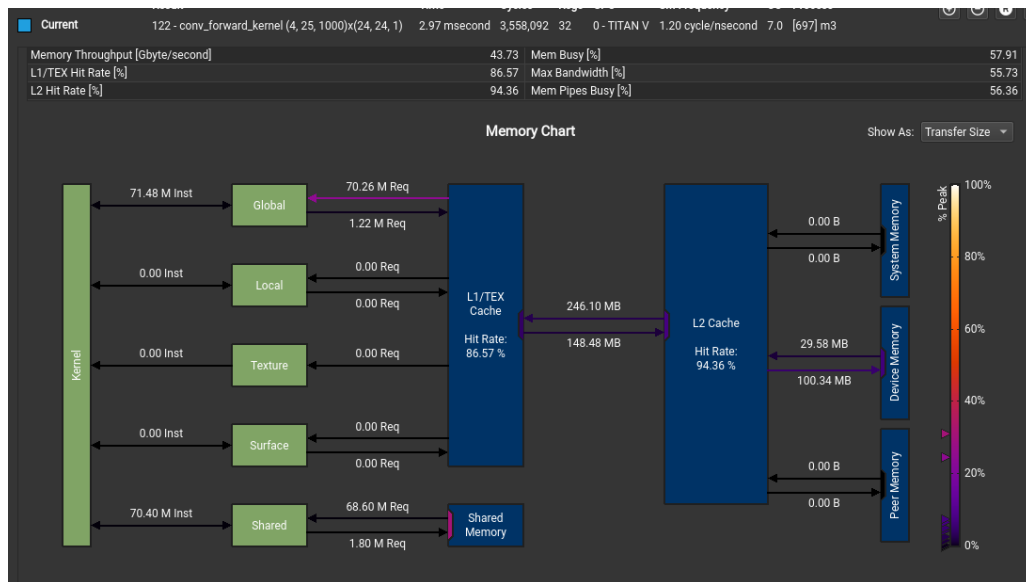 Current 122 - conv_forward_kernel (4, 25, 1000)x(24, 24, 1) 2.97 msecond 3,558,092 32 0 - TITAN V 1.20 cycle/nsecond 7.0 [697] m3
Memory Throughput [Gbyte/second] 43.73 Mem Busy [%] 57.91
L1/TEX Hit Rate [%] 86.57 Max Bandwidth [%] 55.73
L2 Hit Rate [%] 94.36 Mem Pipes Busy [%] 56.36
Memory Chart
Show As: Transfer Size
Kernel
71.48 M Inst
Global
70.26 M Req
1.22 M Req
0.00 Inst
Local
0.00 Req
0.00 Req
0.00 Inst
Texture
0.00 Req
0.00 Inst
Surface
0.00 Req
0.00 Req
70.40 M Inst
Shared
68.60 M Req
1.80 M Req
L1/TEX
Cache
Hit Rate:
86.57 %
Shared
Memory
246.10 MB
148.48 MB
L2 Cache
Hit Rate:
94.36 %
0.00 B
0.00 B
System Memory
29.58 MB
100.34 MB
Device Memory
0.00 B
0.00 B
Peer Memory
% Peak
100%
80%
60%
40%
20%
0%